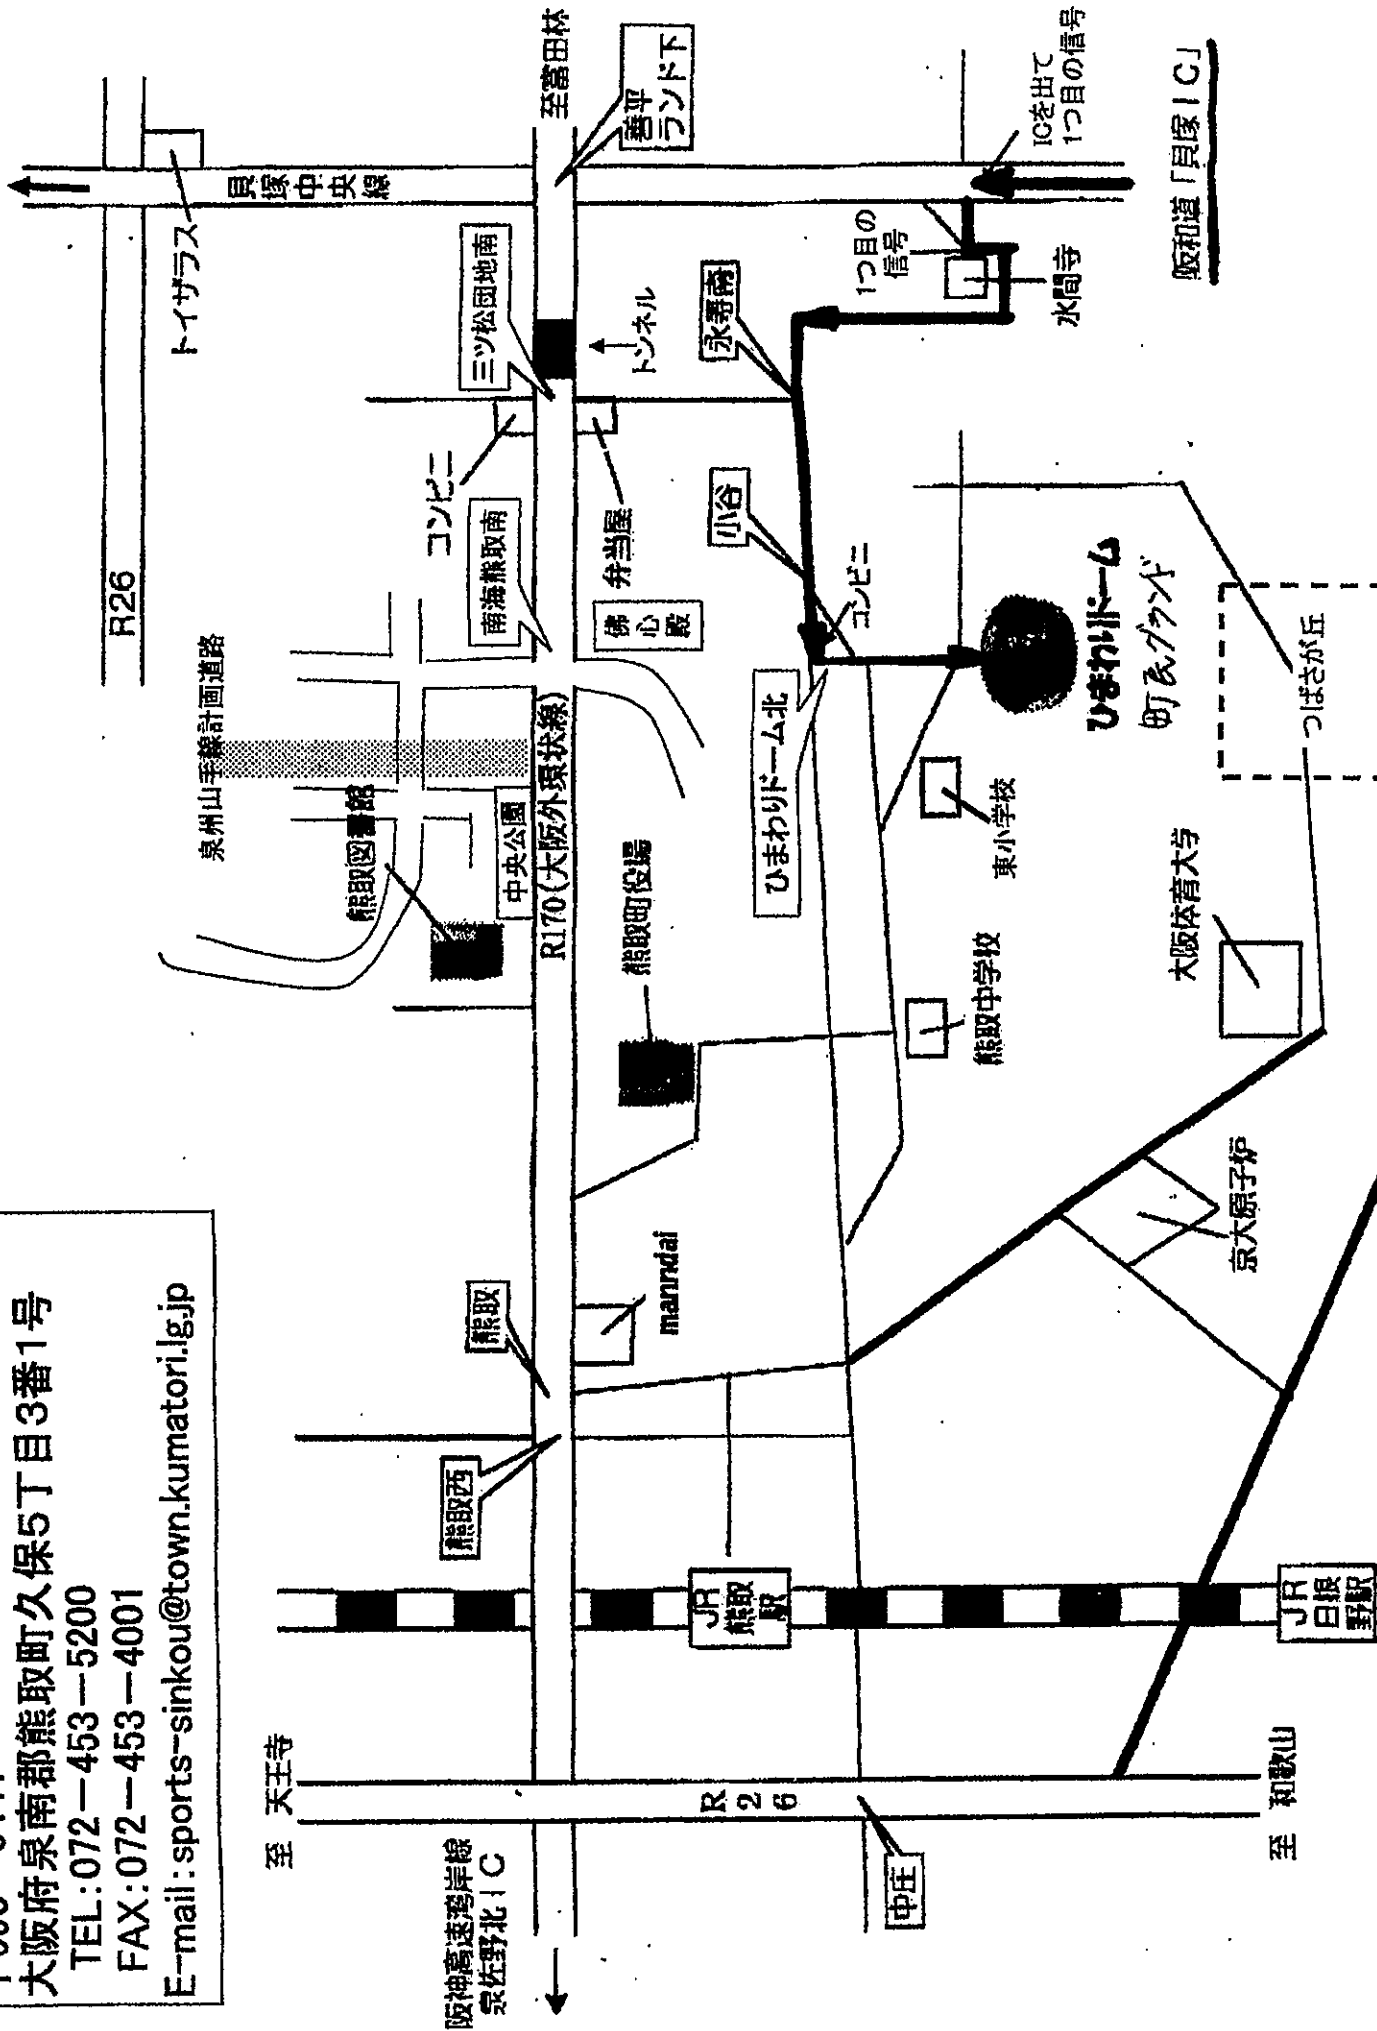 大阪府泉南郡熊取町久保5丁目3番1号
TEL:072－453－5200
FAX:072－453－4001
E-mail:sports-sinkou@town.kumatori.lg.jp
至 天王寺
阪神高速湾岸線
泉佐野北IC
R26
中庄
至 和歌山
JR
熊取
駅
JR
日根
野駅
熊取西
熊取
manndai
熊取町役場
熊取図書館
中央公園
泉州山手線計画道路
R170(大阪外環状線)
南海熊取南
佛
心
殿
コンビニ
弁当屋
三ツ松団地南
トンネル
R26
トイザラス
貝塚中央線
至富田林
善平
ランド下
永寿南
小谷
コンビニ
ひまわりドーム北
ひまわりドーム
町民グランド
東小学校
熊取中学校
大阪体育大学
京大原子炉
つばさが丘
1つ目の
信号
水間寺
ICを出て
1つ目の信号
阪和道「貝塚IC」